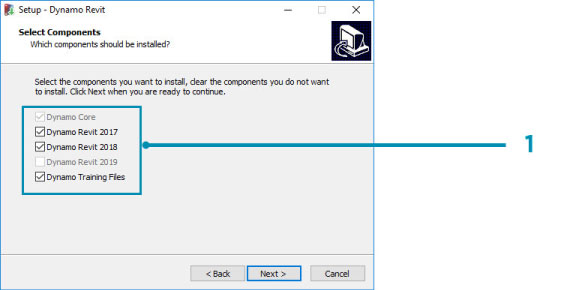 Setup - Dynamo Revit
Select Components
Which components should be installed?
Select the components you want to install, clear the components you do not want
to install. Click Next when you are ready to continue.
Dynamo Core
Dynamo Revit 2017
Dynamo Revit 2018
1
Dynamo Revit 2019
Dynamo Training Files
< Back
Next >
Cancel